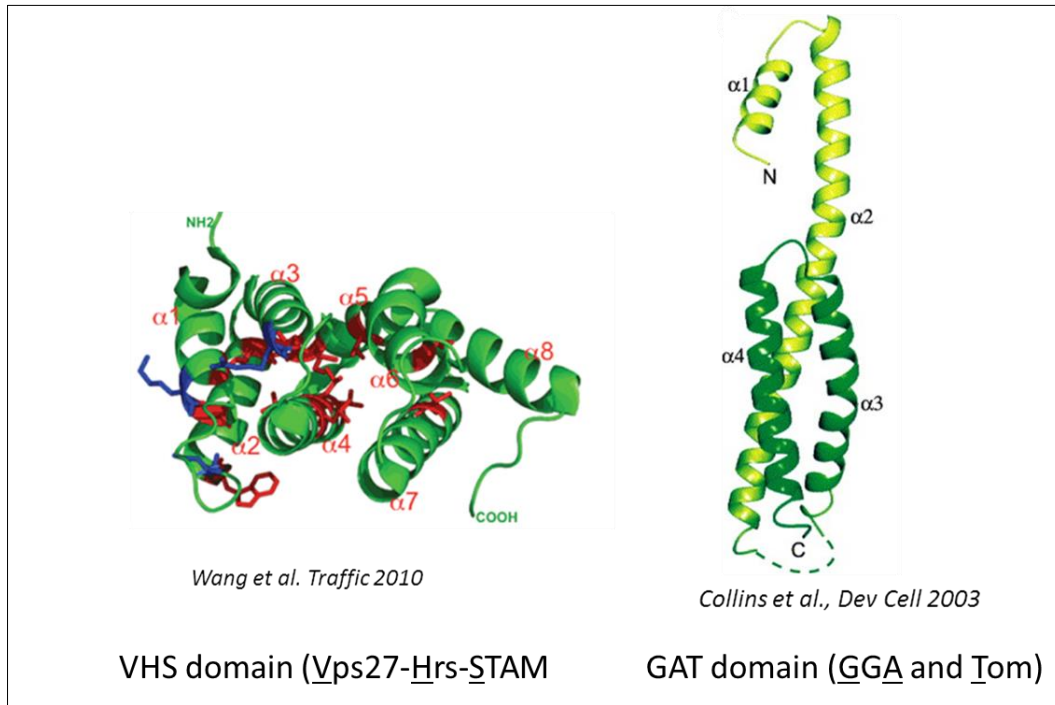 NH2
α1
α3
α5
α6
α8
α2
α4
α7
COOH
Wang et al. Traffic 2010
VHS domain (Vps27-Hrs-STAM
α1
N
α2
α4
α3
C
Collins et al., Dev Cell 2003
GAT domain (GGA and Tom)